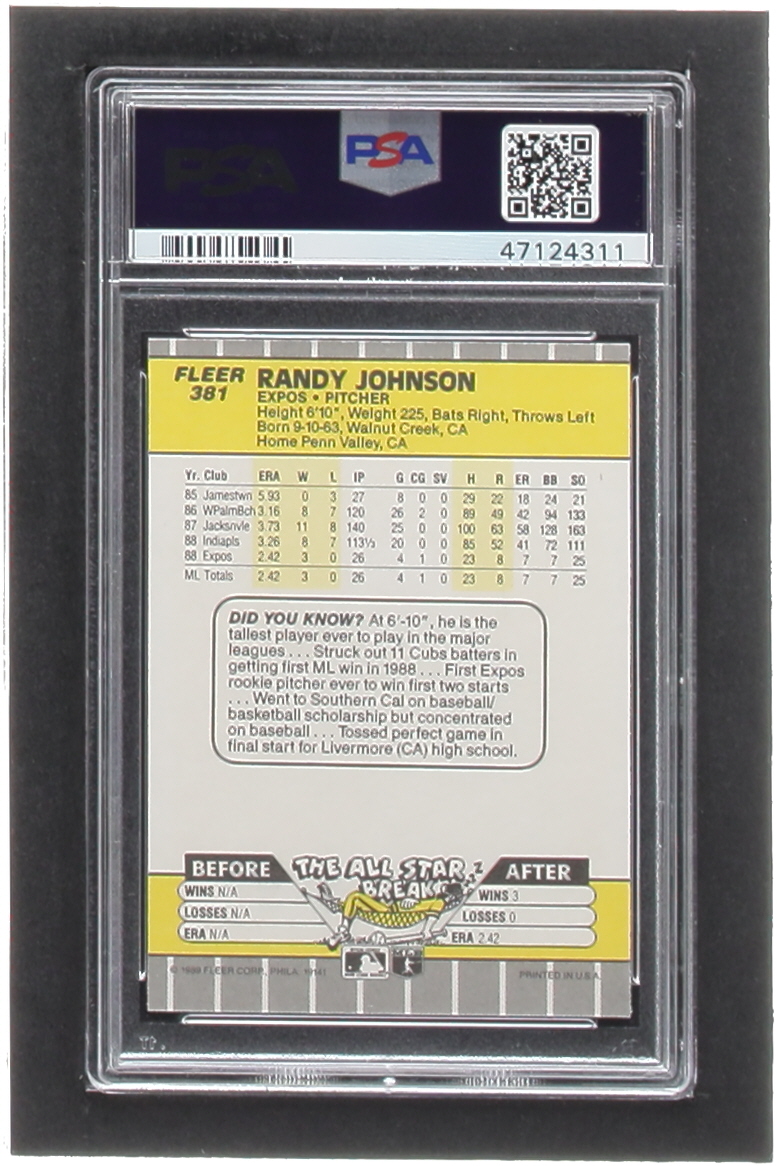 PSA
PSA
47124311
FLEER
381
RANDY JOHNSON
EXPOS • PITCHER
Height 6'10", Weight 225, Bats Right, Throws Left
Born 9-10-63, Walnut Creek, CA
Home Penn Valley, CA
Yr. Club ERA W L IP G CG SV H R ER BB SO
85 Jamestwn 5.93 0 3 27 8 0 0 29 22 18 24 21
86 WPalmBch 3.16 8 7 120 26 2 0 89 49 42 94 133
87 Jacksnvle 3.73 11 8 140 25 0 0 100 63 58 128 163
88 Indiapls 3.26 8 7 113⅓ 20 0 0 85 52 41 72 111
88 Expos 2.42 3 0 26 4 1 0 23 8 7 7 25
ML Totals 2.42 3 0 26 4 1 0 23 8 7 7 25
DID YOU KNOW? At 6'-10", he is the
tallest player ever to play in the major
leagues . . . Struck out 11 Cubs batters in
getting first ML win in 1988 . . . First Expos
rookie pitcher ever to win first two starts
. . . Went to Southern Cal on baseball/
basketball scholarship but concentrated
on baseball . . . Tossed perfect game in
final start for Livermore (CA) high school.
BEFORE THE ALL STAR BREAK AFTER
WINS N/A WINS 3
LOSSES N/A LOSSES 0
ERA N/A ERA 2.42
© 1989 FLEER CORP., PHILA. 19141 PRINTED IN U.S.A.